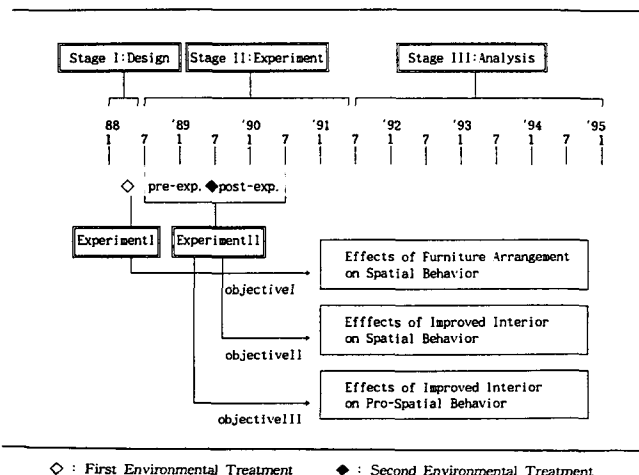 Stage I:Design Stage II:Experiment Stage III:Analysis
88 '89 '90 '91 '92 '93 '94 '95
1 7 1 7 1 7 1 7 1 7 1 7 1 7 1
◇ pre-exp. ◆post-exp.
ExperimentI ExperimentII
Effects of Furniture Arrangement
on Spatial Behavior
objectiveI
Efffects of Improved Interior
on Spatial Behavior
objectiveII
Effects of Improved Interior
on Pro-Spatial Behavior
objectiveIII
◇ : First Environmental Treatment ◆ : Second Environmental Treatment